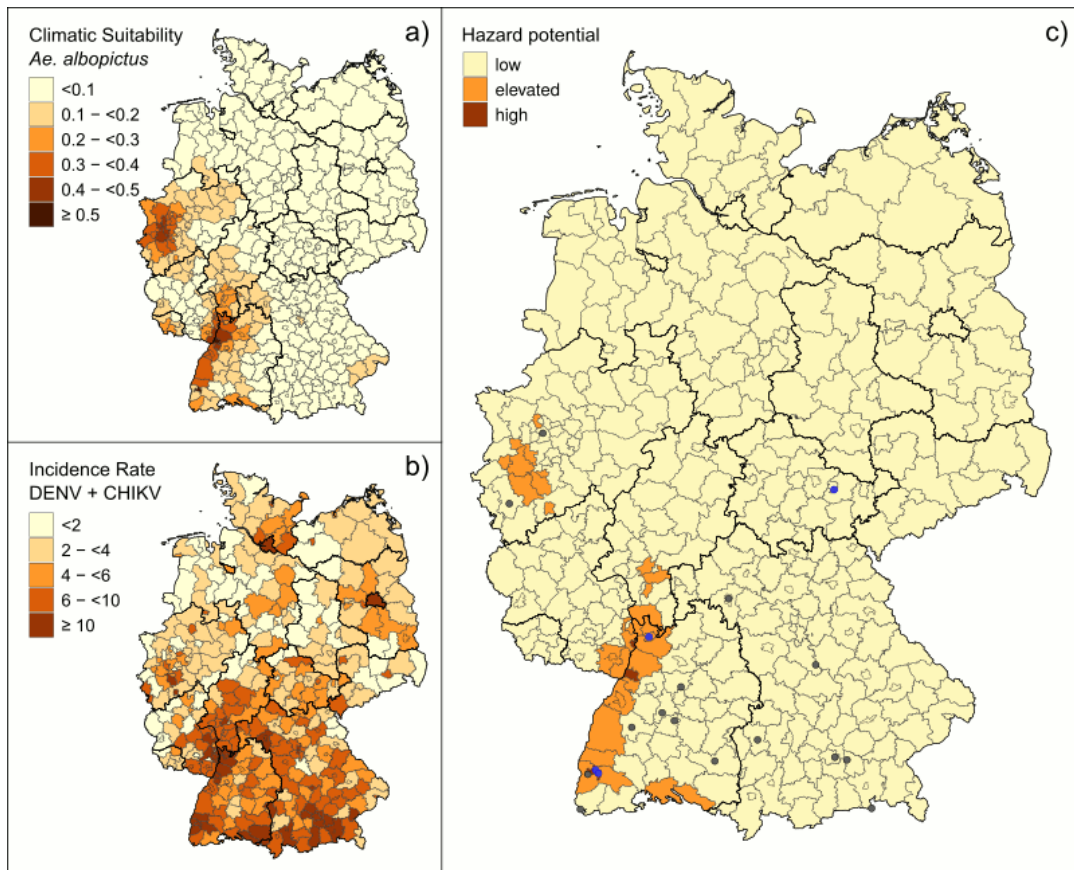 Climatic Suitability
Ae. albopictus
a)
<0.1
0.1 – <0.2
0.2 – <0.3
0.3 – <0.4
0.4 – <0.5
≥ 0.5
Incidence Rate
DENV + CHIKV
b)
<2
2 – <4
4 – <6
6 – <10
≥ 10
Hazard potential
c)
low
elevated
high